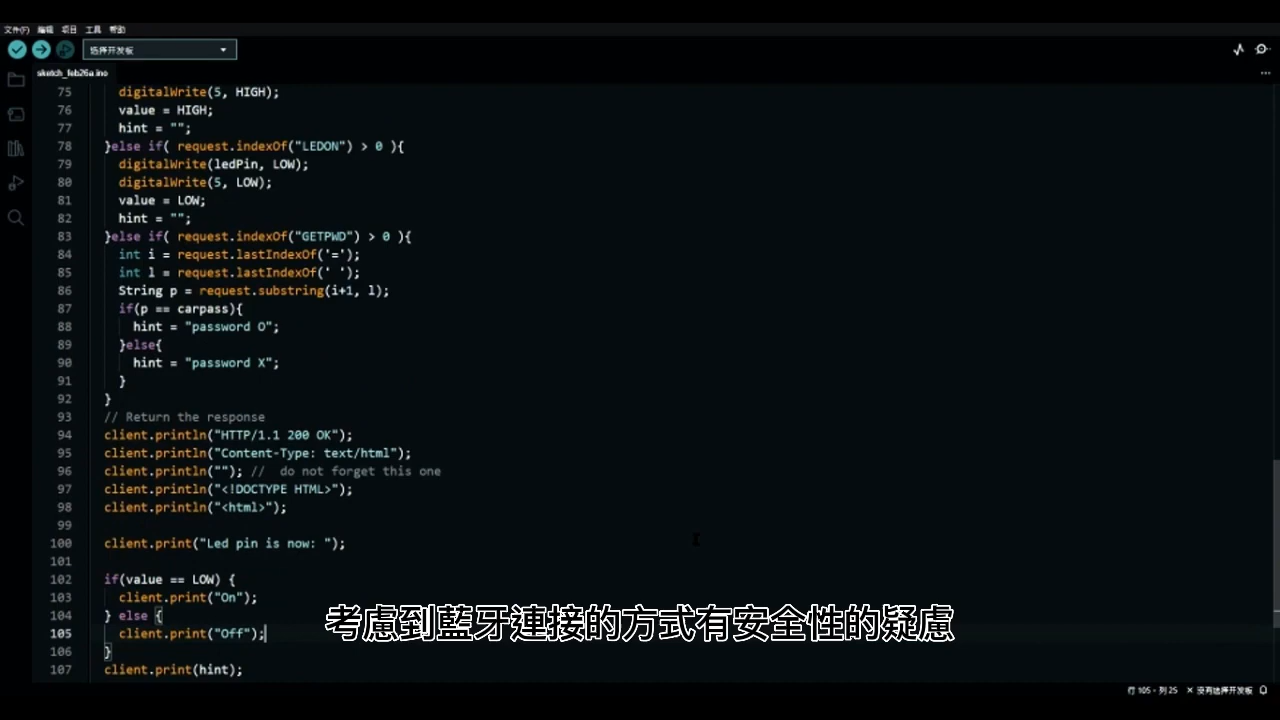 文件(F) 编辑 项目 工具 帮助
选择开发板
sketch_feb26a.ino
75 digitalWrite(5, HIGH);
76 value = HIGH;
77 hint = "";
78 }else if( request.indexOf("LEDON") > 0 ){
79 digitalWrite(ledPin, LOW);
80 digitalWrite(5, LOW);
81 value = LOW;
82 hint = "";
83 }else if( request.indexOf("GETPWD") > 0 ){
84 int i = request.lastIndexOf('=');
85 int l = request.lastIndexOf(' ');
86 String p = request.substring(i+1, l);
87 if(p == carpass){
88 hint = "password O";
89 }else{
90 hint = "password X";
91 }
92 }
93 // Return the response
94 client.println("HTTP/1.1 200 OK");
95 client.println("Content-Type: text/html");
96 client.println(""); //  do not forget this one
97 client.println("<!DOCTYPE HTML>");
98 client.println("<html>");
99
100 client.print("Led pin is now: ");
101
102 if(value == LOW) {
103 client.print("On");
104 } else {
105 client.print("Off");
106 }
107 client.print(hint);
考慮到藍牙連接的方式有安全性的疑慮
行 105，列 25 × 没有选择开发板